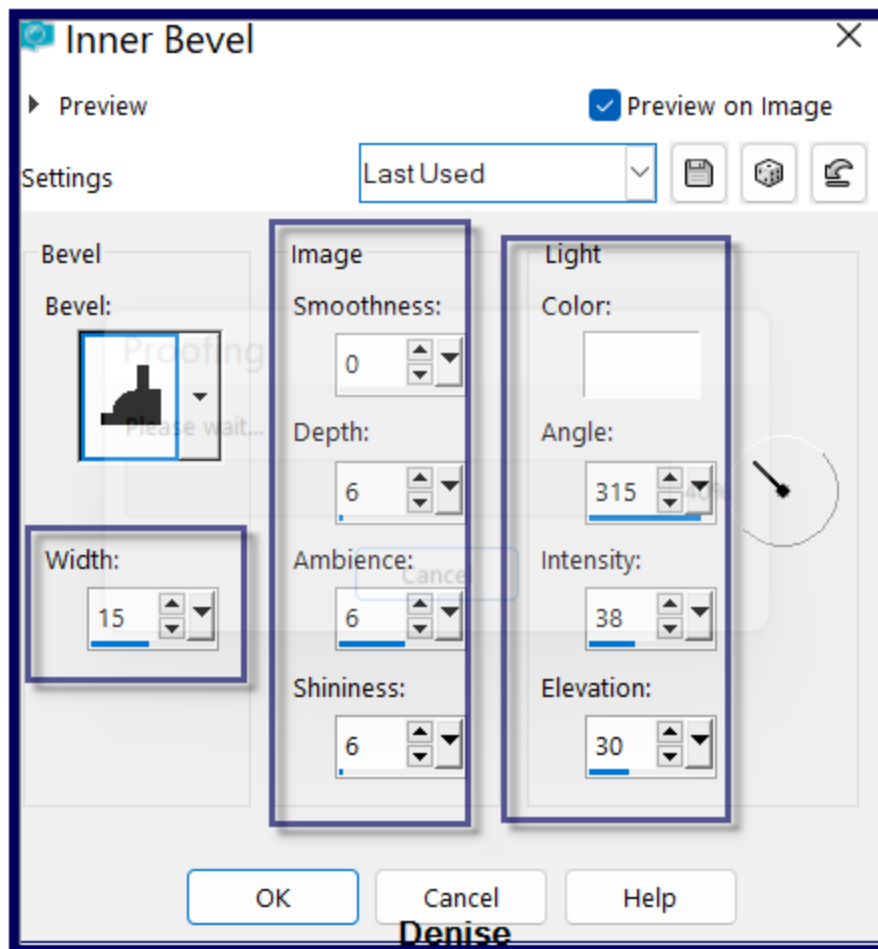 Inner Bevel
Preview
Preview on Image
Settings
Last Used
Bevel
Bevel:
Width:
15
Image
Smoothness:
0
Depth:
6
Ambience:
6
Shininess:
6
Light
Color:
Angle:
315
Intensity:
38
Elevation:
30
Proofing
Please wait...
40%
Cancel
OK
Cancel
Help
Denise